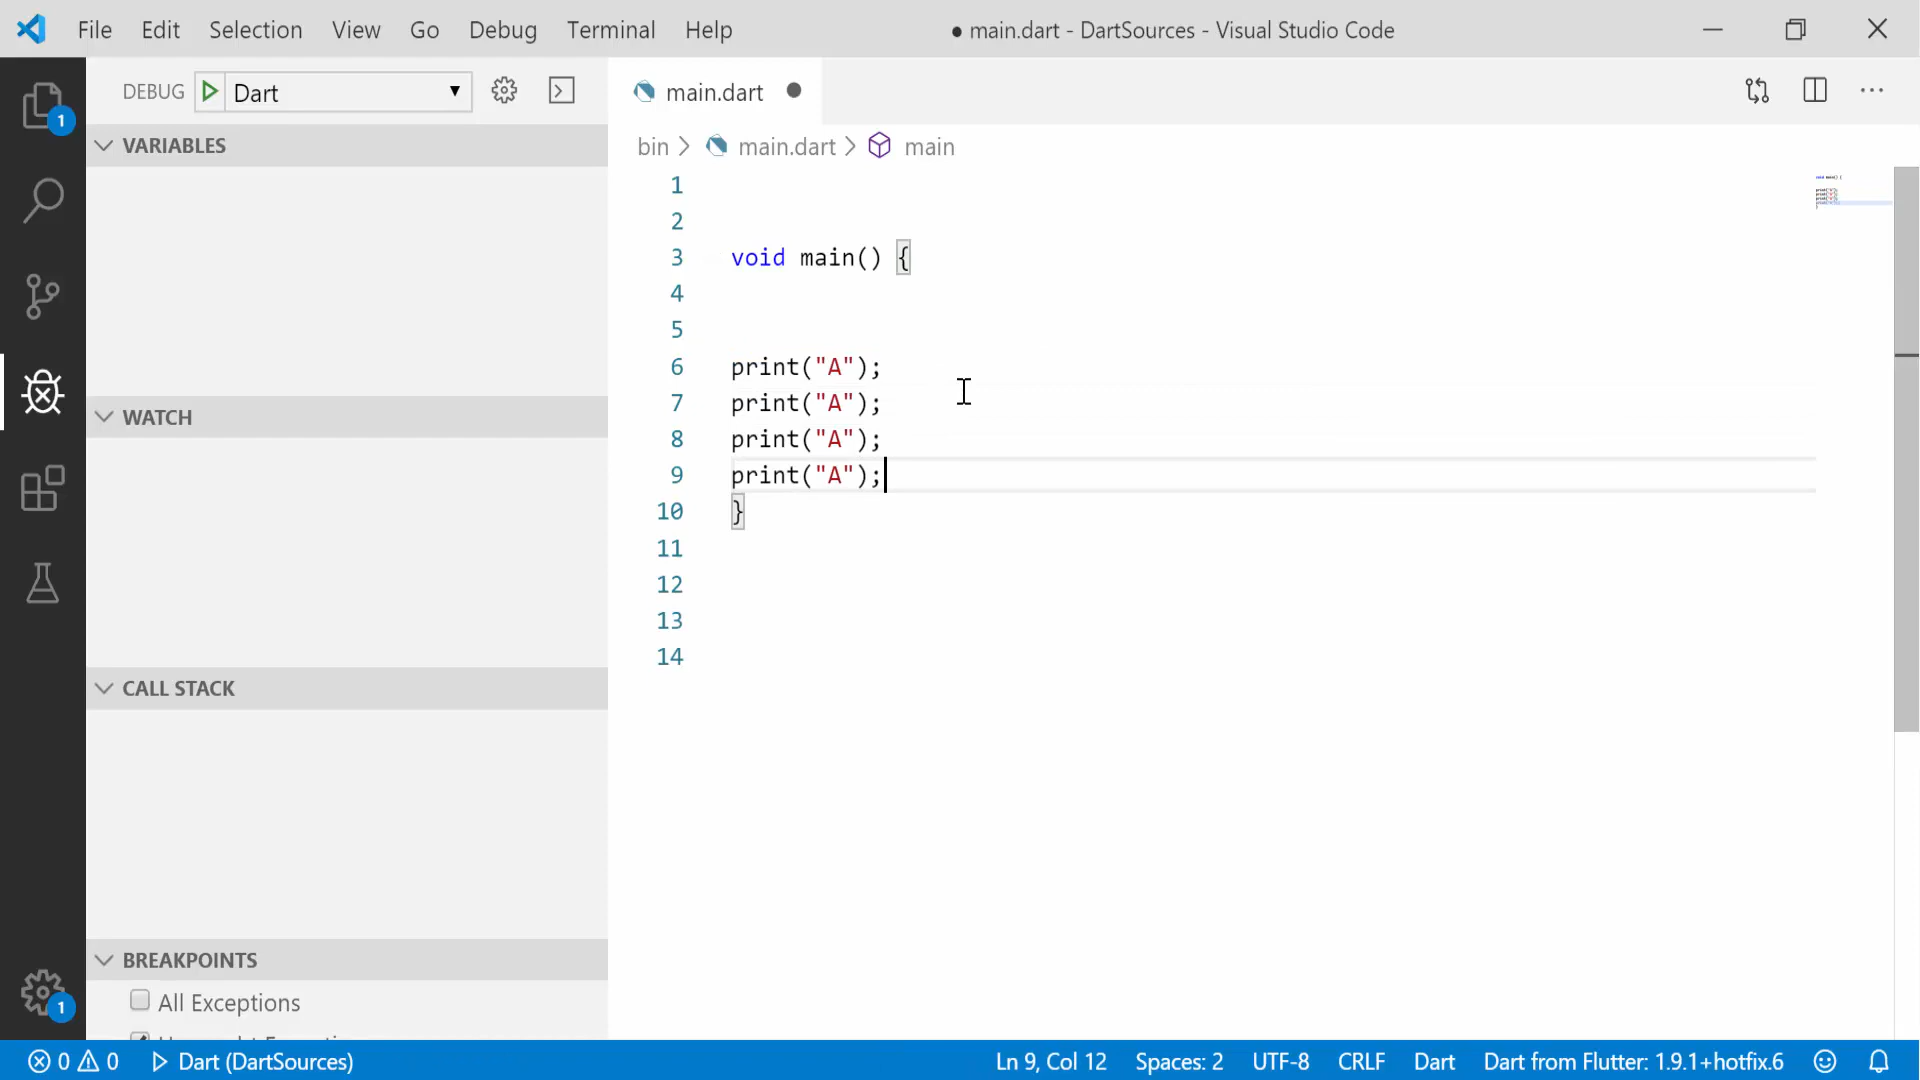 File Edit Selection View Go Debug Terminal Help ● main.dart - DartSources - Visual Studio Code
DEBUG Dart
main.dart
VARIABLES
bin > main.dart > main
1
2
3 void main() {
4
5
6 print("A");
7 print("A");
8 print("A");
9 print("A");
10 }
11
12
13
14
WATCH
CALL STACK
BREAKPOINTS
All Exceptions
1
1
0 0 Dart (DartSources) Ln 9, Col 12 Spaces: 2 UTF-8 CRLF Dart Dart from Flutter: 1.9.1+hotfix.6